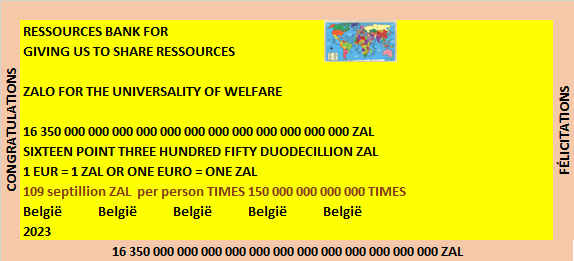 RESSOURCES BANK FOR
GIVING US TO SHARE RESSOURCES
ZALO FOR THE UNIVERSALITY OF WELFARE
16 350 000 000 000 000 000 000 000 000 000 000 000 000 ZAL
SIXTEEN POINT THREE HUNDRED FIFTY DUODECILLION ZAL
1 EUR = 1 ZAL OR ONE EURO = ONE ZAL
109 septillion ZAL per person TIMES 150 000 000 000 000 TIMES
België België België België België
2023
CONGRATULATIONS
FÉLICITATIONS
16 350 000 000 000 000 000 000 000 000 000 000 000 000 ZAL